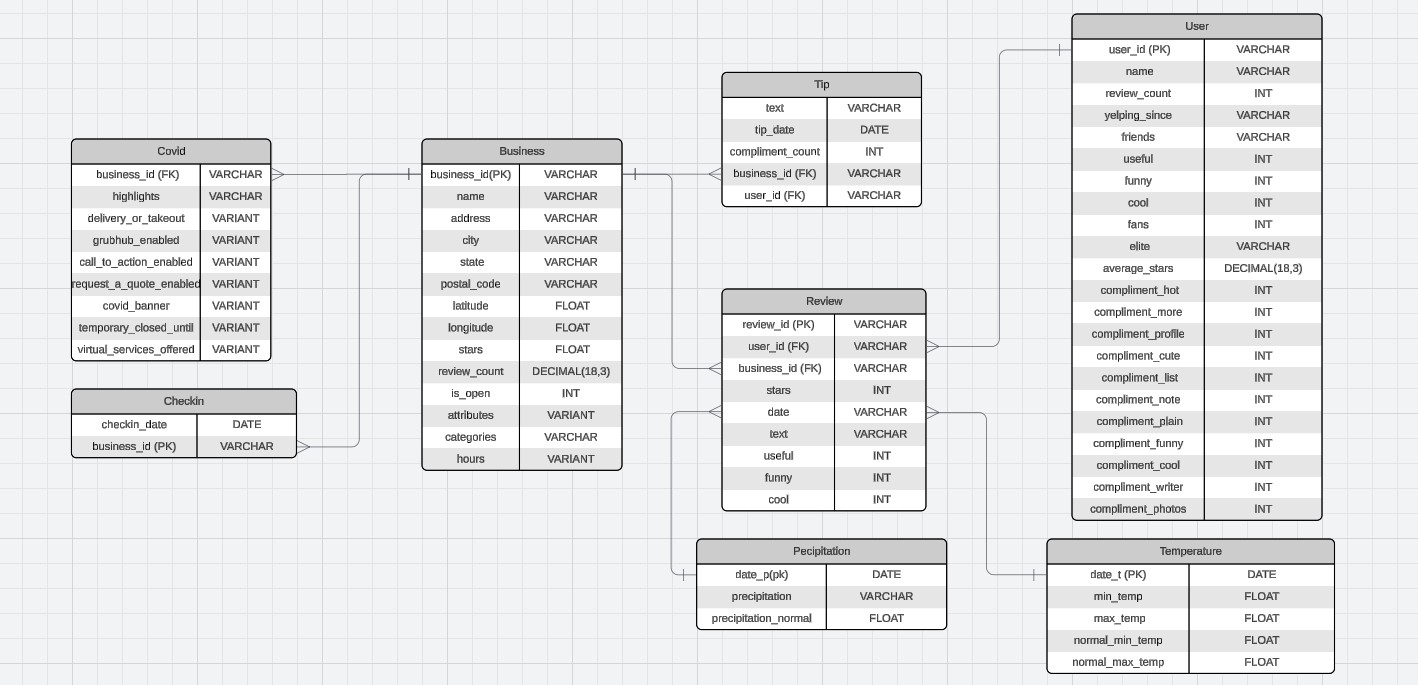 Covid
business_id (FK) VARCHAR
highlights VARCHAR
delivery_or_takeout VARIANT
grubhub_enabled VARIANT
call_to_action_enabled VARIANT
request_a_quote_enabled VARIANT
covid_banner VARIANT
temporary_closed_until VARIANT
virtual_services_offered VARIANT
Checkin
checkin_date DATE
business_id (PK) VARCHAR
Business
business_id(PK) VARCHAR
name VARCHAR
address VARCHAR
city VARCHAR
state VARCHAR
postal_code VARCHAR
latitude FLOAT
longitude FLOAT
stars FLOAT
review_count DECIMAL(18,3)
is_open INT
attributes VARIANT
categories VARCHAR
hours VARIANT
Tip
text VARCHAR
tip_date DATE
compliment_count INT
business_id (FK) VARCHAR
user_id (FK) VARCHAR
Review
review_id (PK) VARCHAR
user_id (FK) VARCHAR
business_id (FK) VARCHAR
stars INT
date VARCHAR
text VARCHAR
useful INT
funny INT
cool INT
Pecipitation
date_p(pk) DATE
precipitation VARCHAR
precipitation_normal FLOAT
User
user_id (PK) VARCHAR
name VARCHAR
review_count INT
yelping_since VARCHAR
friends VARCHAR
useful INT
funny INT
cool INT
fans INT
elite VARCHAR
average_stars DECIMAL(18,3)
compliment_hot INT
compliment_more INT
compliment_profile INT
compliment_cute INT
compliment_list INT
compliment_note INT
compliment_plain INT
compliment_funny INT
compliment_cool INT
compliment_writer INT
compliment_photos INT
Temperature
date_t (PK) DATE
min_temp FLOAT
max_temp FLOAT
normal_min_temp FLOAT
normal_max_temp FLOAT